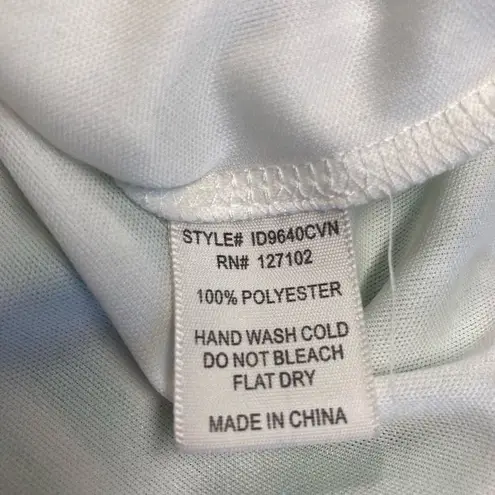 STYLE# ID9640CVN
RN# 127102
100% POLYESTER
HAND WASH COLD
DO NOT BLEACH
FLAT DRY
MADE IN CHINA